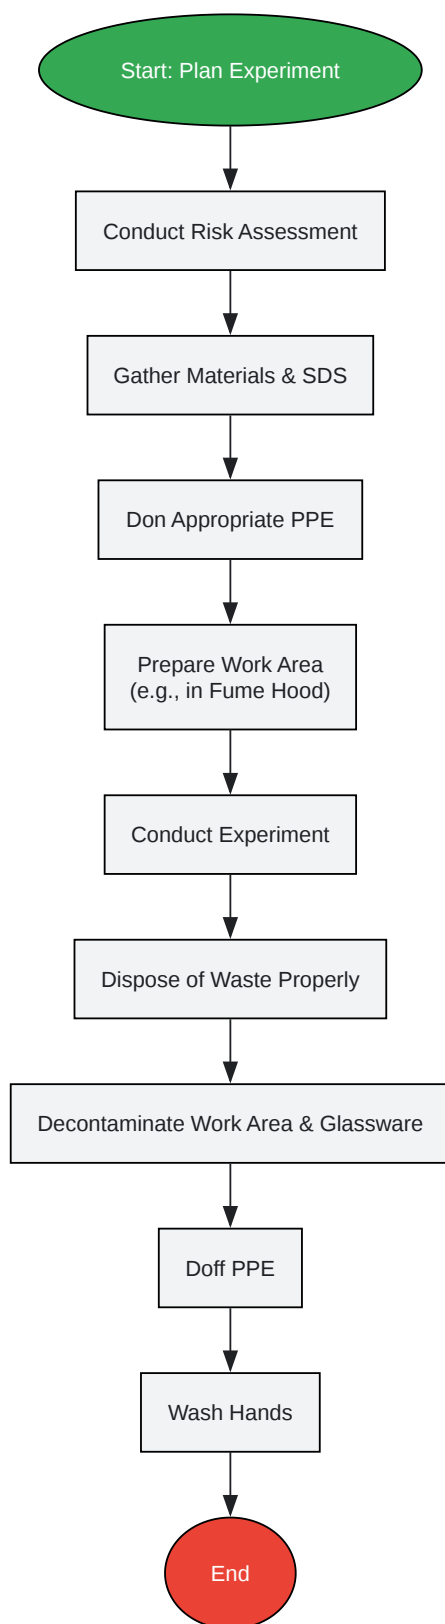 Start: Plan Experiment
Conduct Risk Assessment
Gather Materials & SDS
Don Appropriate PPE
Prepare Work Area
(e.g., in Fume Hood)
Conduct Experiment
Dispose of Waste Properly
Decontaminate Work Area & Glassware
Doff PPE
Wash Hands
End